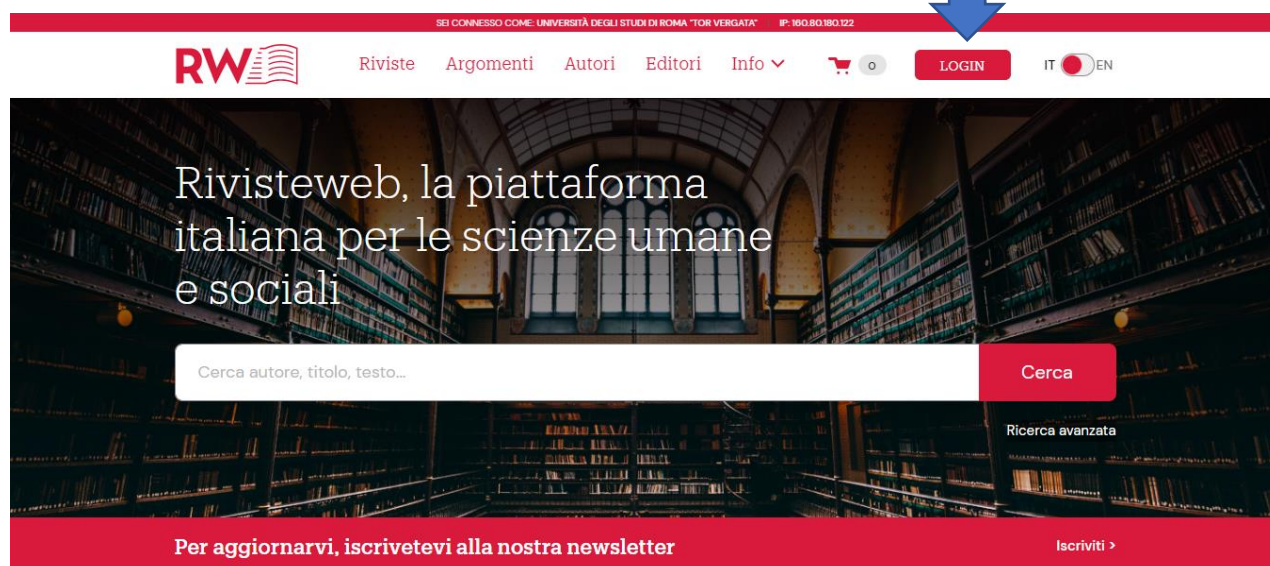 SEI CONNESSO COME: UNIVERSITÀ DEGLI STUDI DI ROMA "TOR VERGATA" IP: 160.80.180.122
RW Riviste Argomenti Autori Editori Info 0 LOGIN IT EN
Rivisteweb, la piattaforma
italiana per le scienze umane
e sociali
Cerca autore, titolo, testo... Cerca
Ricerca avanzata
Per aggiornarvi, iscrivetevi alla nostra newsletter Iscriviti >